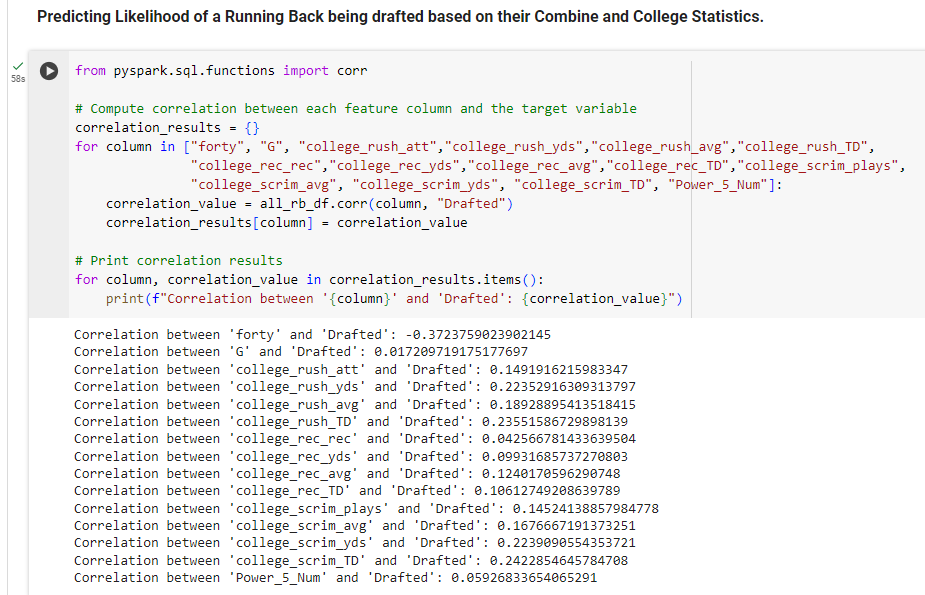 Predicting Likelihood of a Running Back being drafted based on their Combine and College Statistics.
58s
from pyspark.sql.functions import corr
# Compute correlation between each feature column and the target variable
correlation_results = {}
for column in ["forty", "G", "college_rush_att","college_rush_yds","college_rush_avg","college_rush_TD",
"college_rec_rec","college_rec_yds","college_rec_avg","college_rec_TD","college_scrim_plays",
"college_scrim_avg", "college_scrim_yds", "college_scrim_TD", "Power_5_Num"]:
correlation_value = all_rb_df.corr(column, "Drafted")
correlation_results[column] = correlation_value
# Print correlation results
for column, correlation_value in correlation_results.items():
print(f"Correlation between '{column}' and 'Drafted': {correlation_value}")
Correlation between 'forty' and 'Drafted': -0.3723759023902145
Correlation between 'G' and 'Drafted': 0.017209719175177697
Correlation between 'college_rush_att' and 'Drafted': 0.1491916215983347
Correlation between 'college_rush_yds' and 'Drafted': 0.22352916309313797
Correlation between 'college_rush_avg' and 'Drafted': 0.18928895413518415
Correlation between 'college_rush_TD' and 'Drafted': 0.23551586729898139
Correlation between 'college_rec_rec' and 'Drafted': 0.042566781433639504
Correlation between 'college_rec_yds' and 'Drafted': 0.09931685737270803
Correlation between 'college_rec_avg' and 'Drafted': 0.1240170596290748
Correlation between 'college_rec_TD' and 'Drafted': 0.10612749208639789
Correlation between 'college_scrim_plays' and 'Drafted': 0.14524138857984778
Correlation between 'college_scrim_avg' and 'Drafted': 0.1676667191373251
Correlation between 'college_scrim_yds' and 'Drafted': 0.2239090554353721
Correlation between 'college_scrim_TD' and 'Drafted': 0.2422854645784708
Correlation between 'Power_5_Num' and 'Drafted': 0.05926833654065291